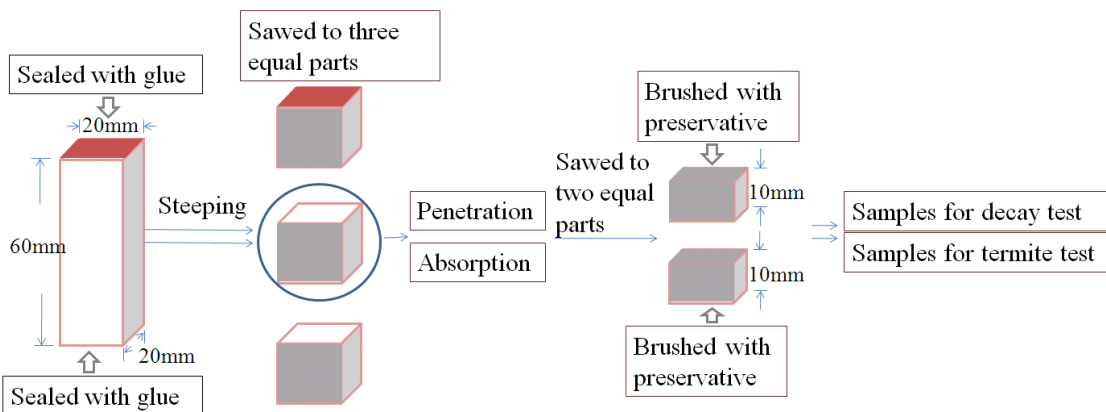 Sealed with glue
20mm
60mm
20mm
Sealed with glue
Steeping
Sawed to three
equal parts
Penetration
Absorption
Sawed to
two equal
parts
Brushed with
preservative
10mm
10mm
Brushed with
preservative
Samples for decay test
Samples for termite test